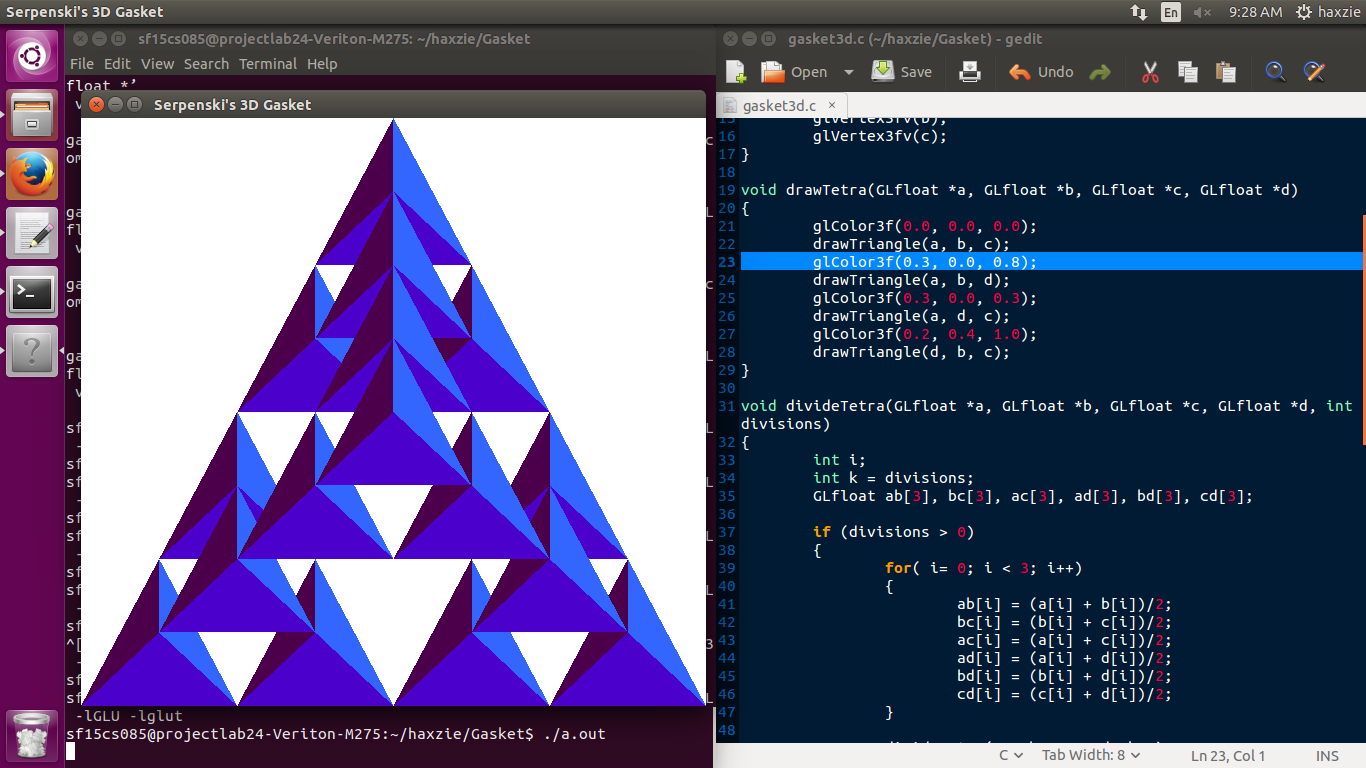 Serpenski's 3D Gasket
En
9:28 AM
haxzie
sf15cs085@projectlab24-Veriton-M275: ~/haxzie/Gasket
File Edit View Search Terminal Help
float *’
Serpenski's 3D Gasket
-lGLU -lglut
sf15cs085@projectlab24-Veriton-M275:~/haxzie/Gasket$ ./a.out
gasket3d.c (~/haxzie/Gasket) - gedit
Open Save Undo
gasket3d.c ×
15 glVertex3fv(b);
16 glVertex3fv(c);
17 }
18
19 void drawTetra(GLfloat *a, GLfloat *b, GLfloat *c, GLfloat *d)
20 {
21 glColor3f(0.0, 0.0, 0.0);
22 drawTriangle(a, b, c);
23 glColor3f(0.3, 0.0, 0.8);
24 drawTriangle(a, b, d);
25 glColor3f(0.3, 0.0, 0.3);
26 drawTriangle(a, d, c);
27 glColor3f(0.2, 0.4, 1.0);
28 drawTriangle(d, b, c);
29 }
30
31 void divideTetra(GLfloat *a, GLfloat *b, GLfloat *c, GLfloat *d, int
divisions)
32 {
33 int i;
34 int k = divisions;
35 GLfloat ab[3], bc[3], ac[3], ad[3], bd[3], cd[3];
36
37 if (divisions > 0)
38 {
39 for( i= 0; i < 3; i++)
40 {
41 ab[i] = (a[i] + b[i])/2;
42 bc[i] = (b[i] + c[i])/2;
43 ac[i] = (a[i] + c[i])/2;
44 ad[i] = (a[i] + d[i])/2;
45 bd[i] = (b[i] + d[i])/2;
46 cd[i] = (c[i] + d[i])/2;
47 }
48
C Tab Width: 8 Ln 23, Col 1 INS